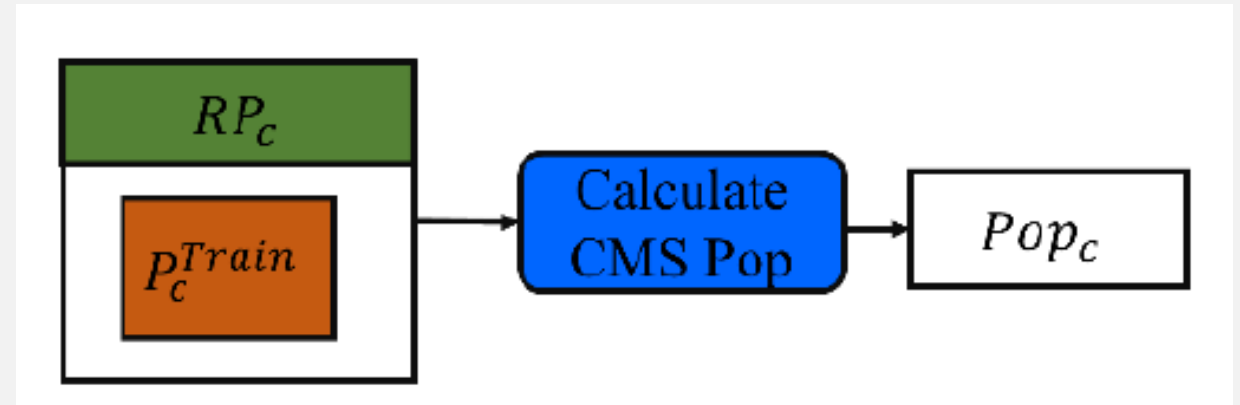 RP_c
P_c^{Train}
Calculate
CMS Pop
Pop_c